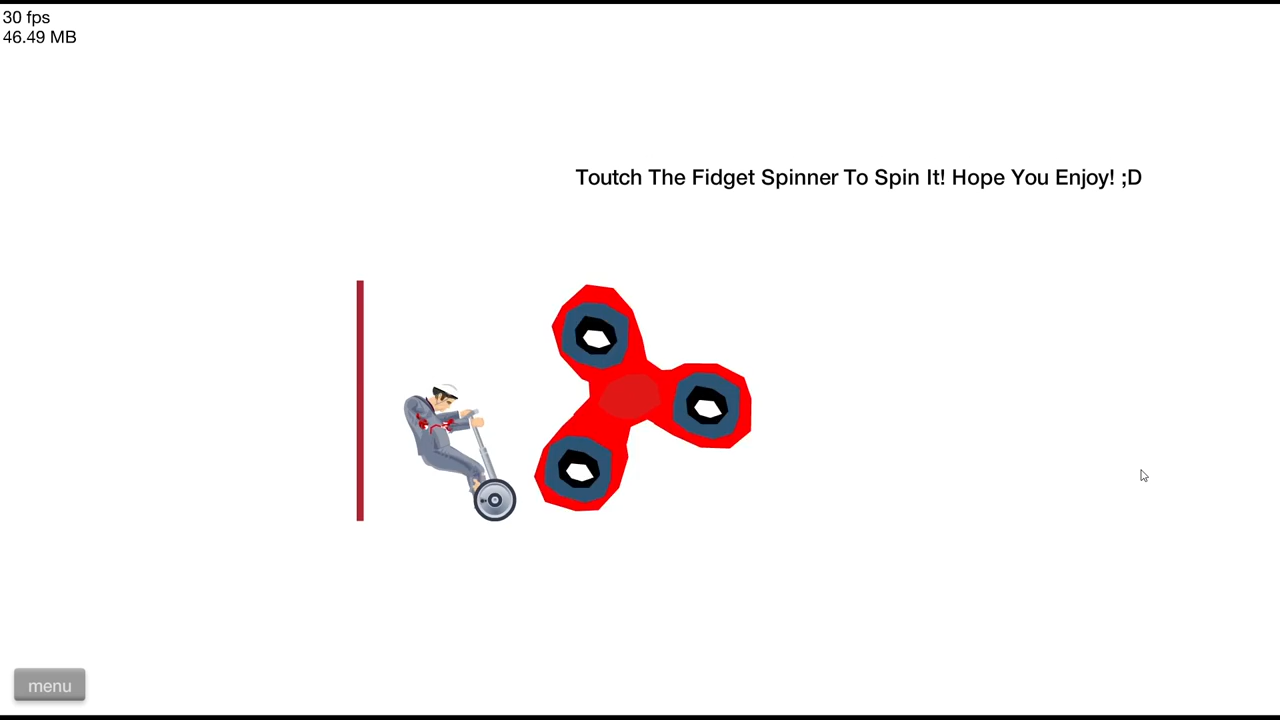 30 fps
46.49 MB
Toutch The Fidget Spinner To Spin It! Hope You Enjoy! ;D
menu